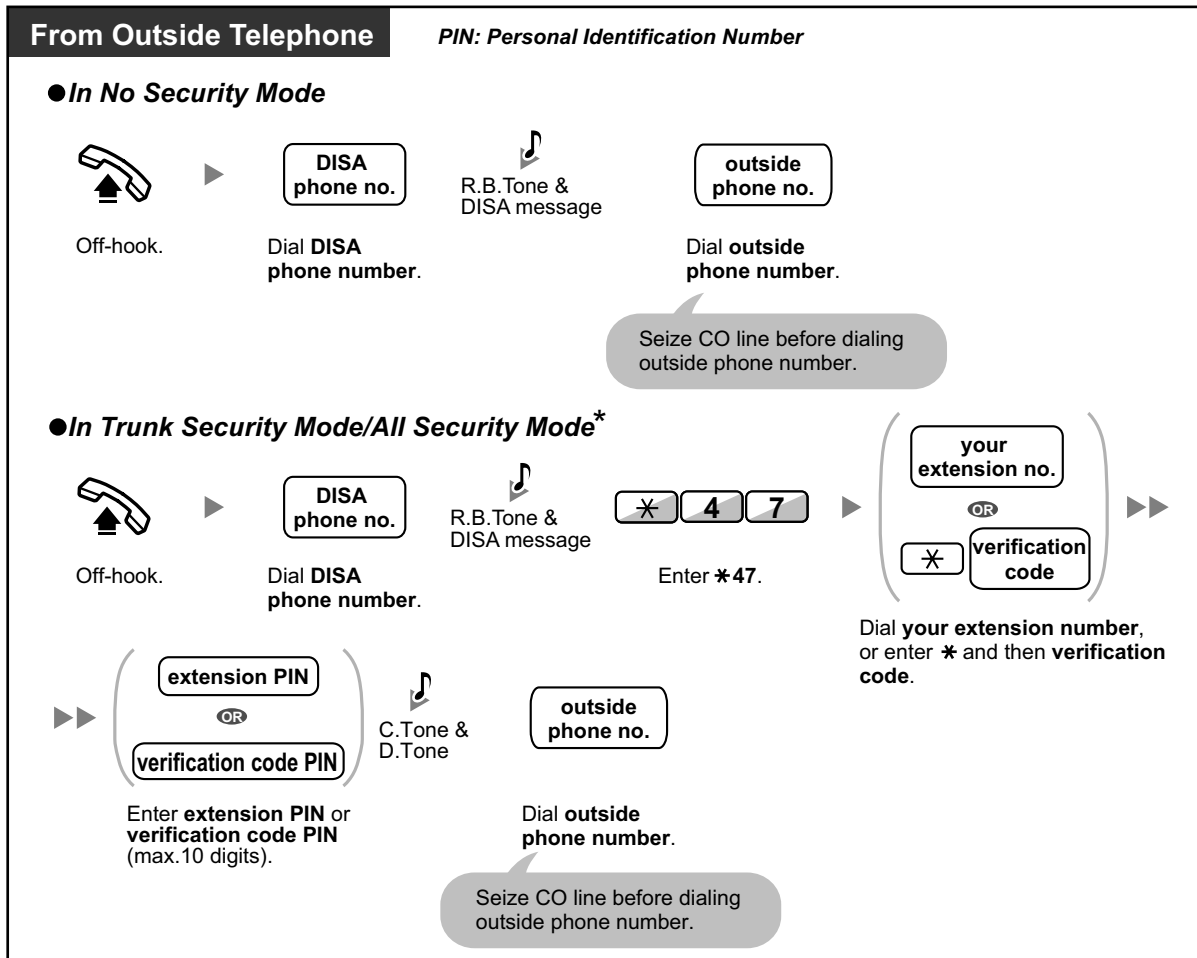 From Outside Telephone
PIN: Personal Identification Number
●In No Security Mode
DISA
phone no.
R.B.Tone &
DISA message
outside
phone no.
Off-hook.
Dial DISA
phone number.
Dial outside
phone number.
Seize CO line before dialing
outside phone number.
●In Trunk Security Mode/All Security Mode*
DISA
phone no.
R.B.Tone &
DISA message
* 4 7
your
extension no.
OR
* verification
code
Off-hook.
Dial DISA
phone number.
Enter *47.
Dial your extension number,
or enter * and then verification
code.
extension PIN
OR
verification code PIN
C.Tone &
D.Tone
outside
phone no.
Enter extension PIN or
verification code PIN
(max.10 digits).
Dial outside
phone number.
Seize CO line before dialing
outside phone number.